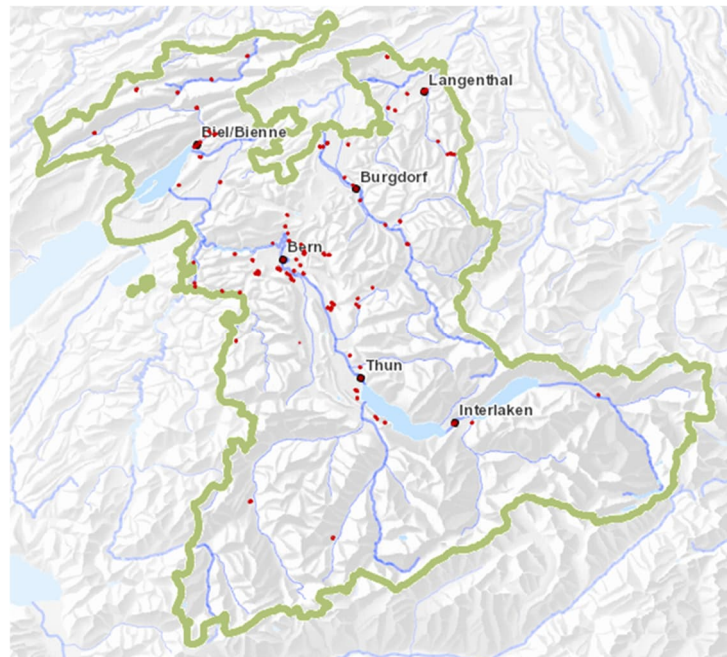 Langenthal
Biel/Bienne
Burgdorf
Bern
Thun
Interlaken